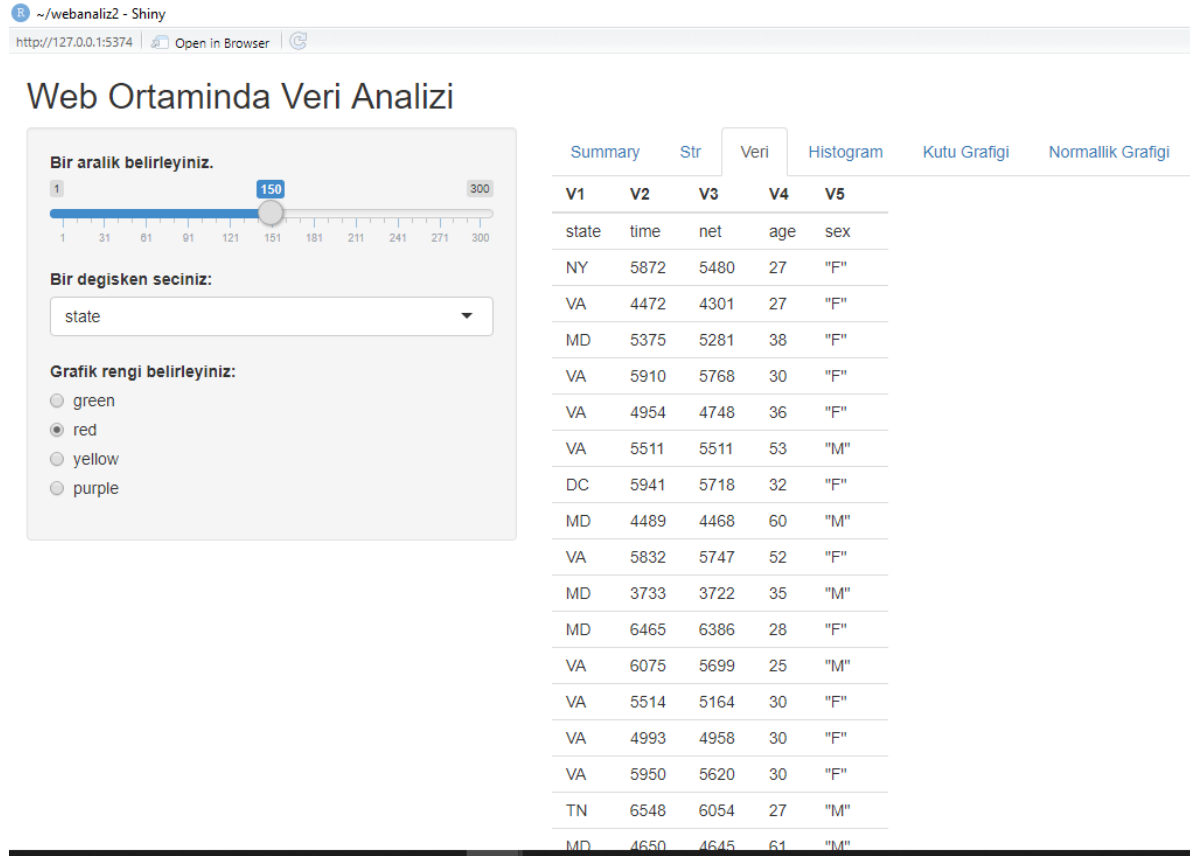 ~/webanaliz2 - Shiny
http://127.0.0.1:5374 Open in Browser
Web Ortaminda Veri Analizi
Bir aralik belirleyiniz.
1 150 300
1 31 61 91 121 151 181 211 241 271 300
Bir degisken seciniz:
state
Grafik rengi belirleyiniz:
green
red
yellow
purple
Summary Str Veri Histogram Kutu Grafigi Normallik Grafigi
V1 V2 V3 V4 V5
state time net age sex
NY 5872 5480 27 "F"
VA 4472 4301 27 "F"
MD 5375 5281 38 "F"
VA 5910 5768 30 "F"
VA 4954 4748 36 "F"
VA 5511 5511 53 "M"
DC 5941 5718 32 "F"
MD 4489 4468 60 "M"
VA 5832 5747 52 "F"
MD 3733 3722 35 "M"
MD 6465 6386 28 "F"
VA 6075 5699 25 "M"
VA 5514 5164 30 "F"
VA 4993 4958 30 "F"
VA 5950 5620 30 "F"
TN 6548 6054 27 "M"
MD 4650 4645 61 "M"